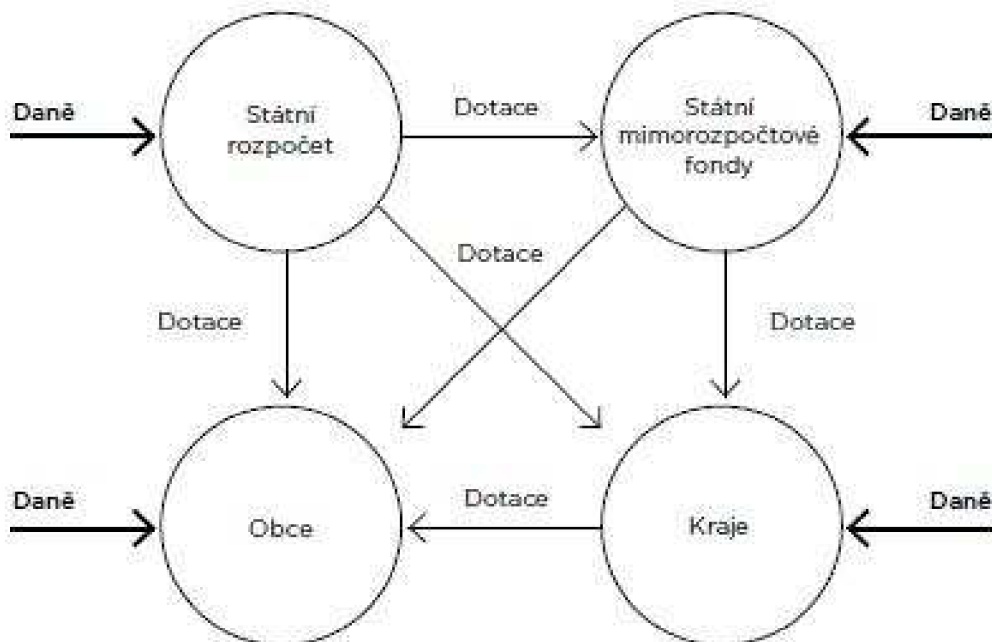 Daně
Státní
rozpočet
Dotace
Státní
mimorozpočtové
fondy
Daně
Dotace
Dotace
Dotace
Daně
Obce
Dotace
Kraje
Daně